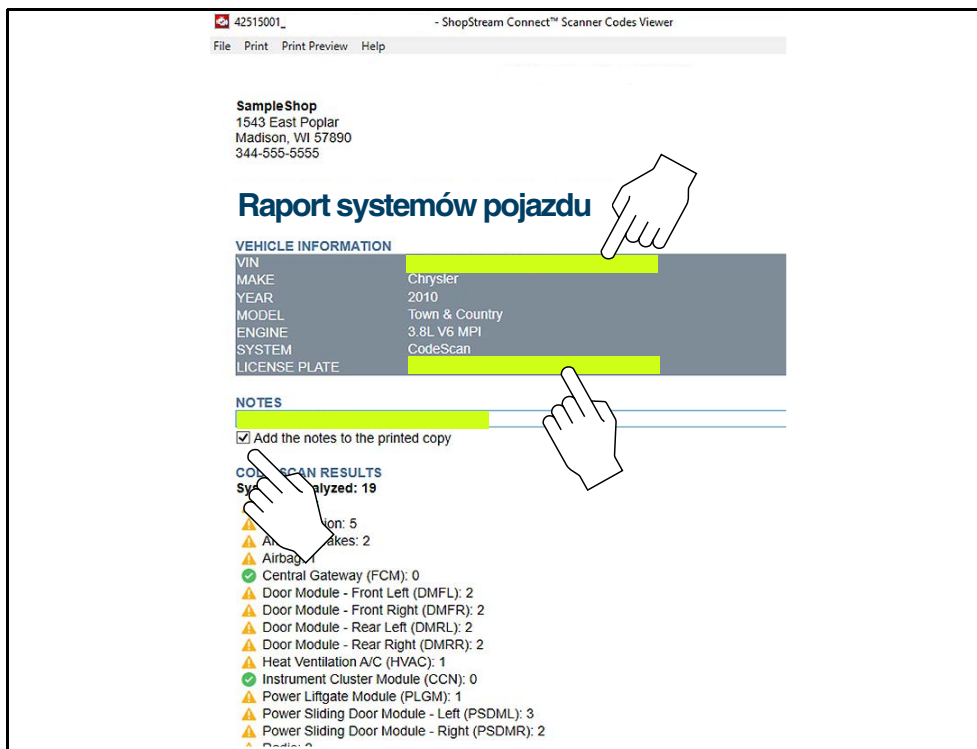 42515001_ - ShopStream Connect™ Scanner Codes Viewer
File Print Print Preview Help
SampleShop
1543 East Poplar
Madison, WI 57890
344-555-5555
Raport systemów pojazdu
VEHICLE INFORMATION
VIN
MAKE Chrysler
YEAR 2010
MODEL Town & Country
ENGINE 3.8L V6 MPI
SYSTEM CodeScan
LICENSE PLATE
NOTES
Add the notes to the printed copy
SCAN RESULTS
19
5
2
Airbag
Central Gateway (FCM): 0
Door Module - Front Left (DMFL): 2
Door Module - Front Right (DMFR): 2
Door Module - Rear Left (DMRL): 2
Door Module - Rear Right (DMRR): 2
Heat Ventilation A/C (HVAC): 1
Instrument Cluster Module (CCN): 0
Power Liftgate Module (PLGM): 1
Power Sliding Door Module - Left (PSDML): 3
Power Sliding Door Module - Right (PSDMR): 2